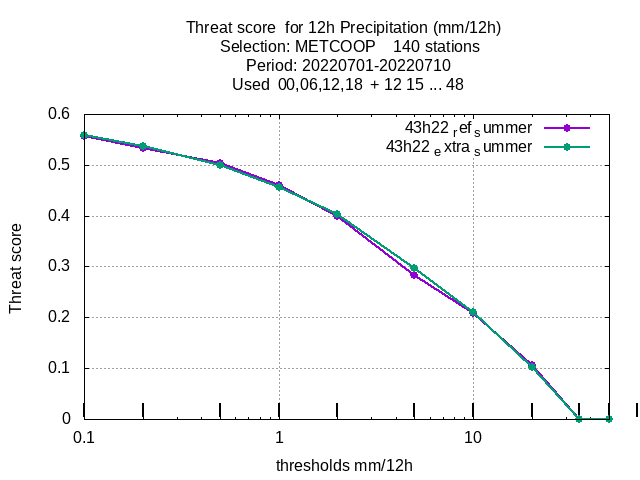 Threat score  for 12h Precipitation (mm/12h)
Selection: METCOOP    140 stations
Period: 20220701-20220710
Used  00,06,12,18  + 12 15 ... 48
43h22 ref summer
43h22 extra summer
Threat score
0.6
0.5
0.4
0.3
0.2
0.1
0
0.1 1 10
thresholds mm/12h